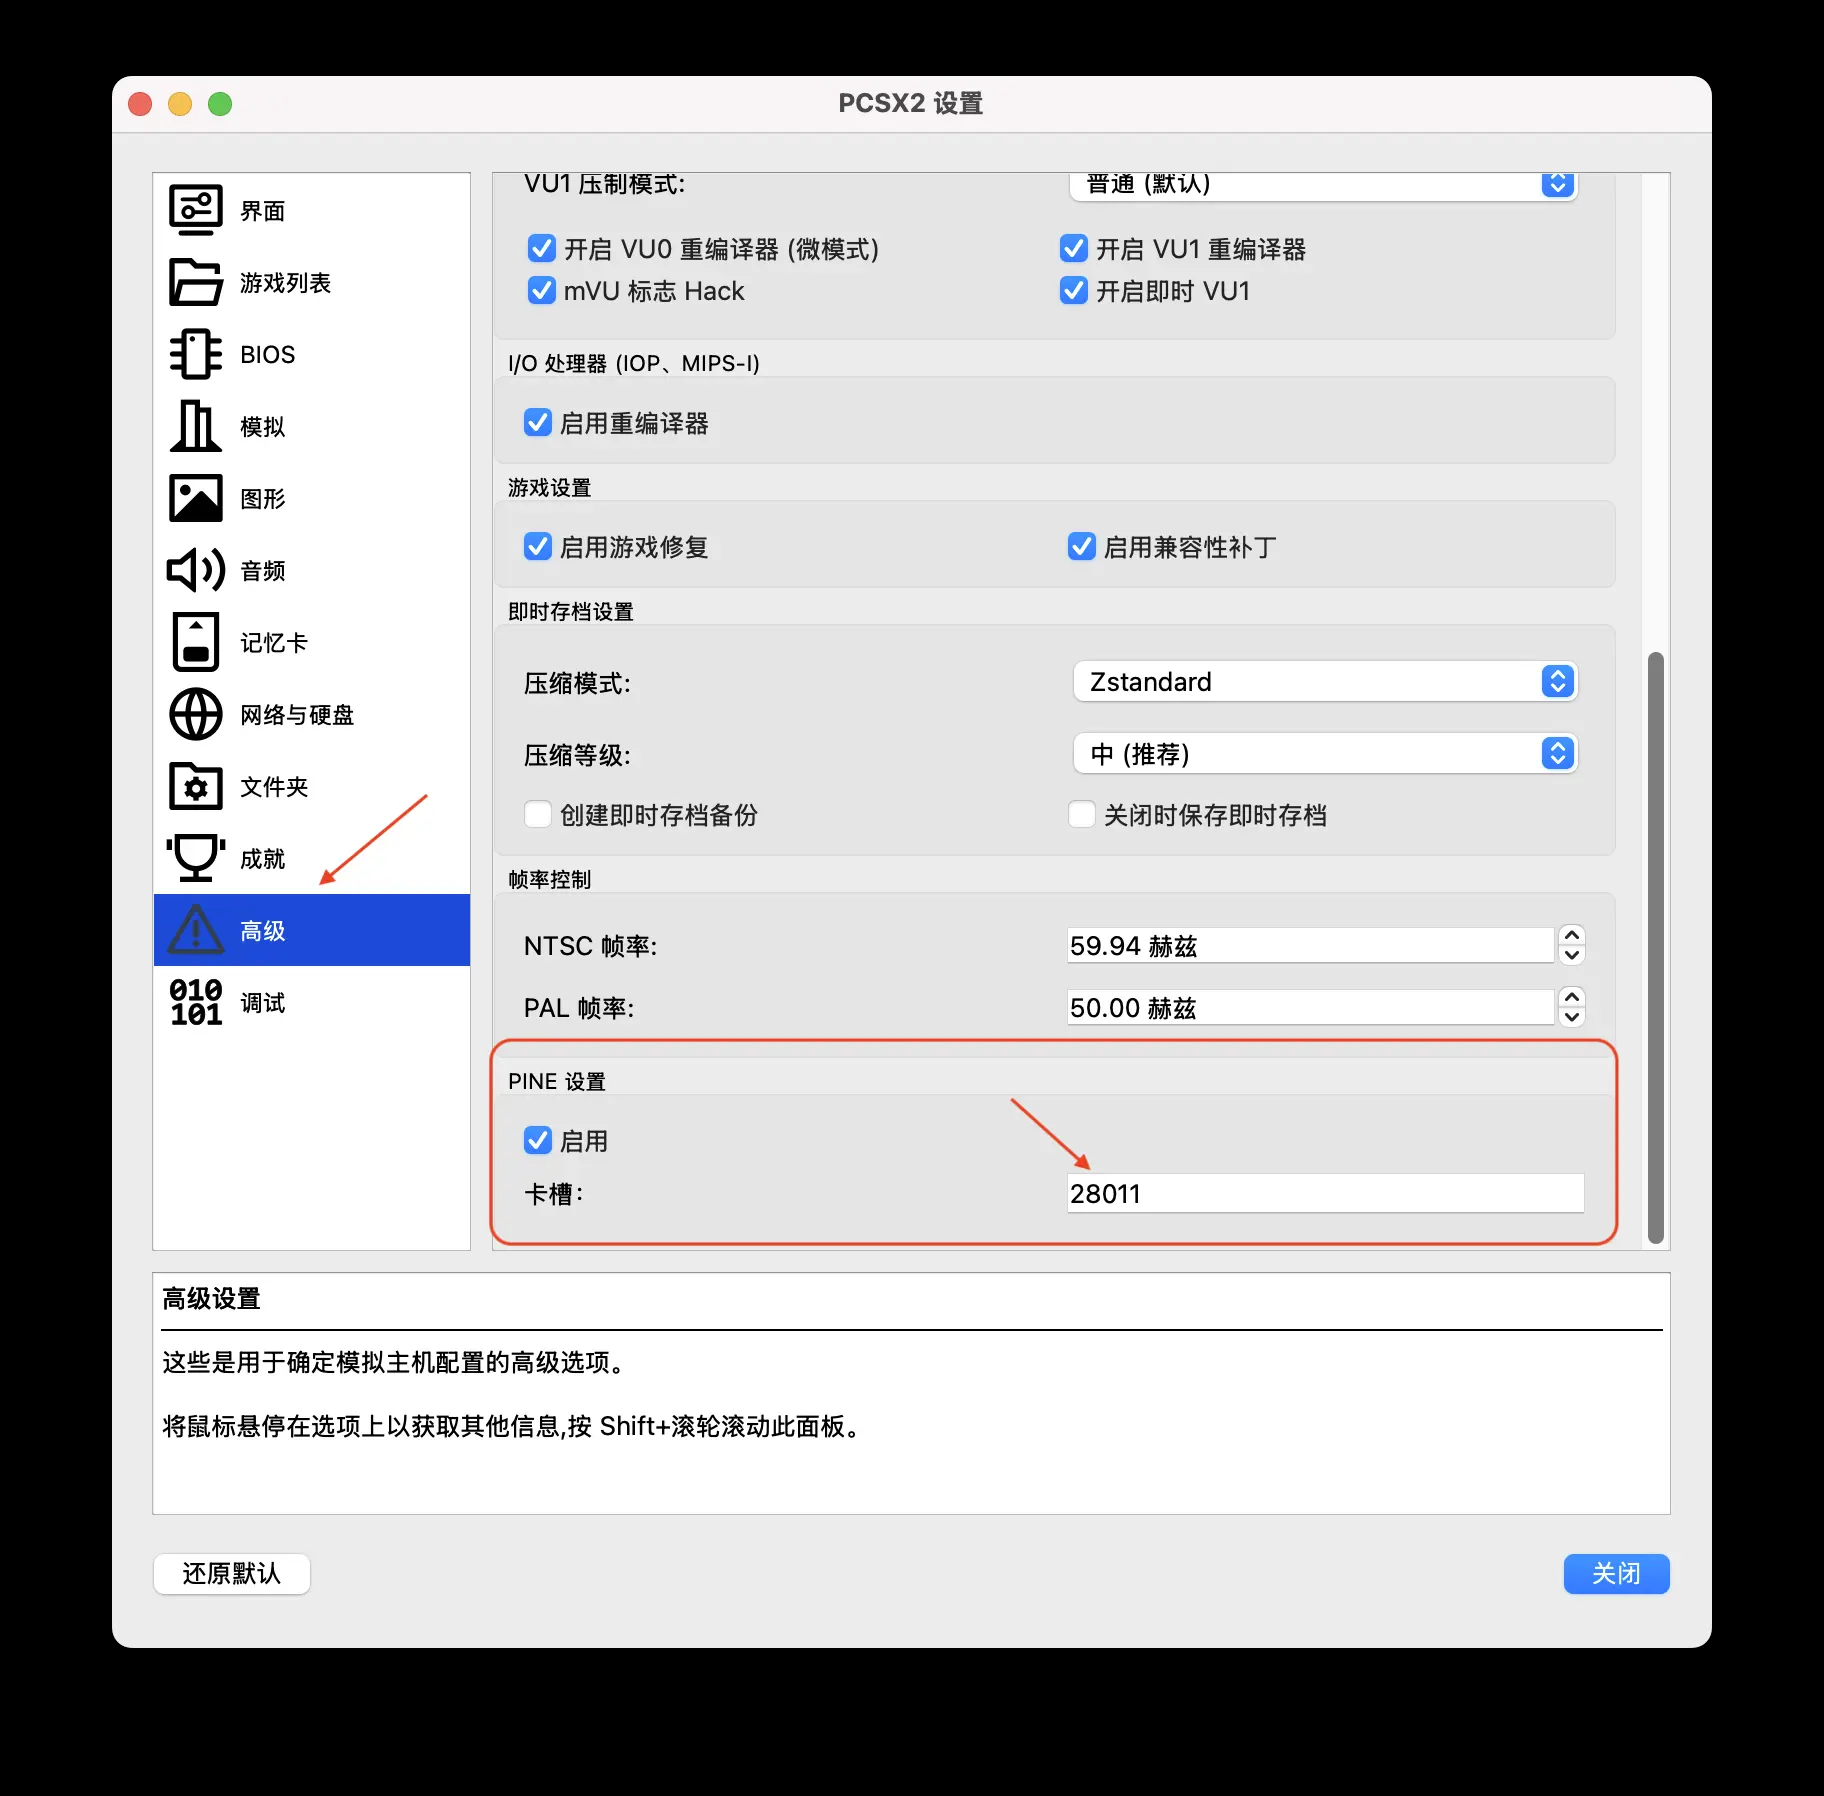 PCSX2 设置
界面
游戏列表
BIOS
模拟
图形
音频
记忆卡
网络与硬盘
文件夹
成就
高级
010
101
调试
VU1 压制模式:
普通 (默认)
开启 VU0 重编译器 (微模式)
开启 VU1 重编译器
mVU 标志 Hack
开启即时 VU1
I/O 处理器 (IOP、MIPS-I)
启用重编译器
游戏设置
启用游戏修复
启用兼容性补丁
即时存档设置
压缩模式:
Zstandard
压缩等级:
中 (推荐)
创建即时存档备份
关闭时保存即时存档
帧率控制
NTSC 帧率:
59.94 赫兹
PAL 帧率:
50.00 赫兹
PINE 设置
启用
卡槽:
28011
高级设置
这些是用于确定模拟主机配置的高级选项。
将鼠标悬停在选项上以获取其他信息,按 Shift+滚轮滚动此面板。
还原默认
关闭